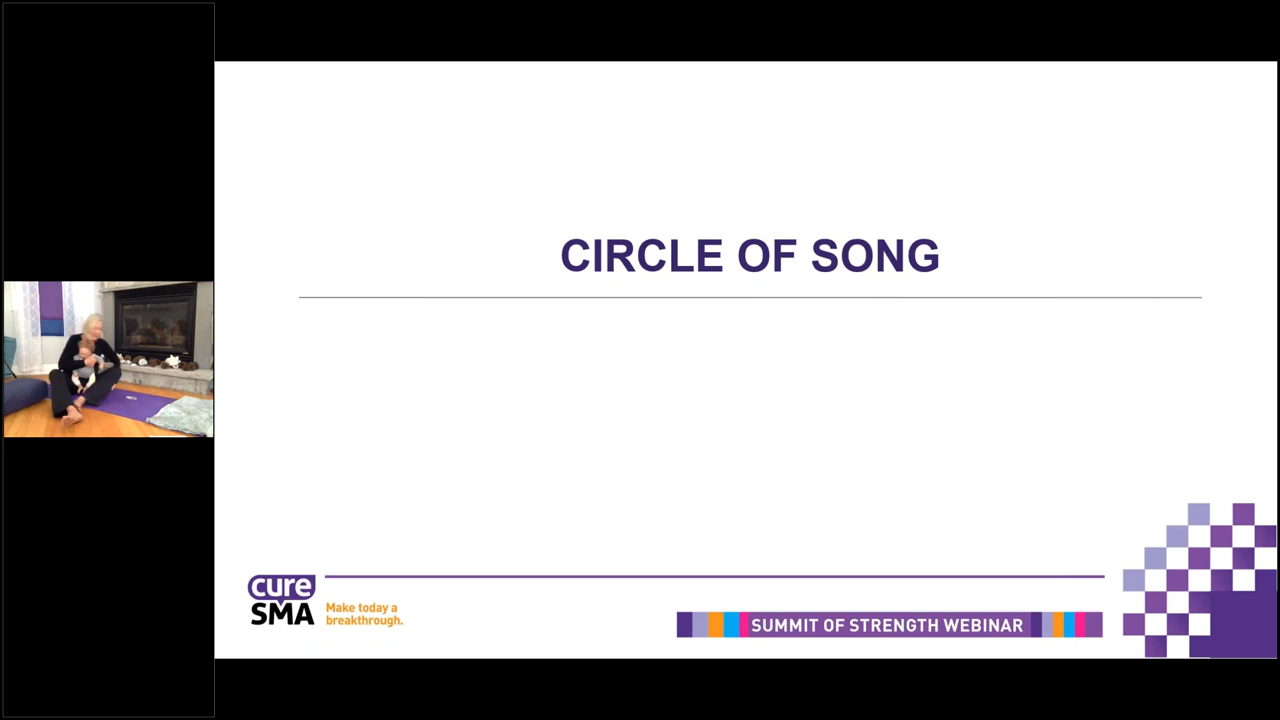 CIRCLE OF SONG
cure
SMA
Make today a
breakthrough.
SUMMIT OF STRENGTH WEBINAR